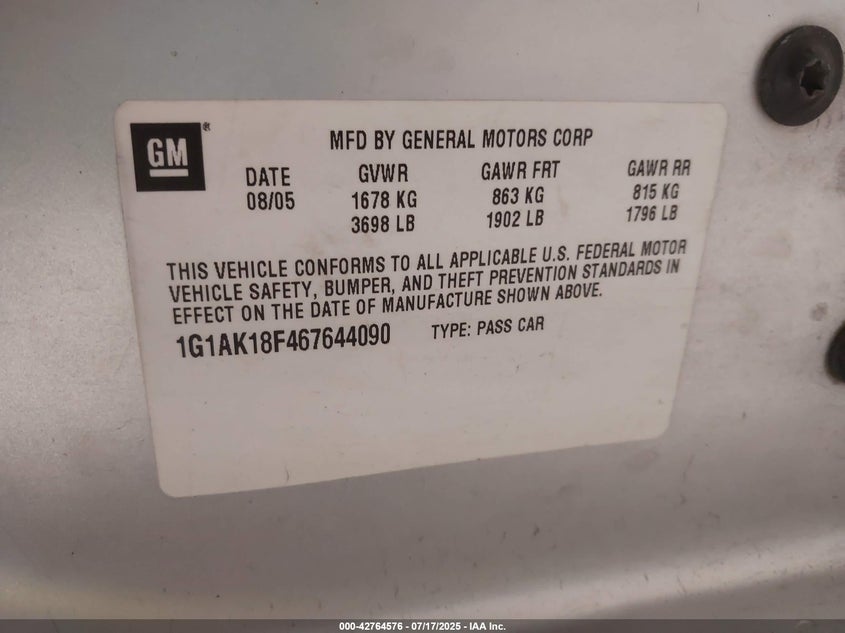 GM
MFD BY GENERAL MOTORS CORP
DATE GVWR GAWR FRT GAWR RR
08/05 1678 KG 863 KG 815 KG
3698 LB 1902 LB 1796 LB
THIS VEHICLE CONFORMS TO ALL APPLICABLE U.S. FEDERAL MOTOR
VEHICLE SAFETY, BUMPER, AND THEFT PREVENTION STANDARDS IN
EFFECT ON THE DATE OF MANUFACTURE SHOWN ABOVE.
1G1AK18F467644090 TYPE: PASS CAR
000-42764576 | 07/17/2025 - IAA Inc.